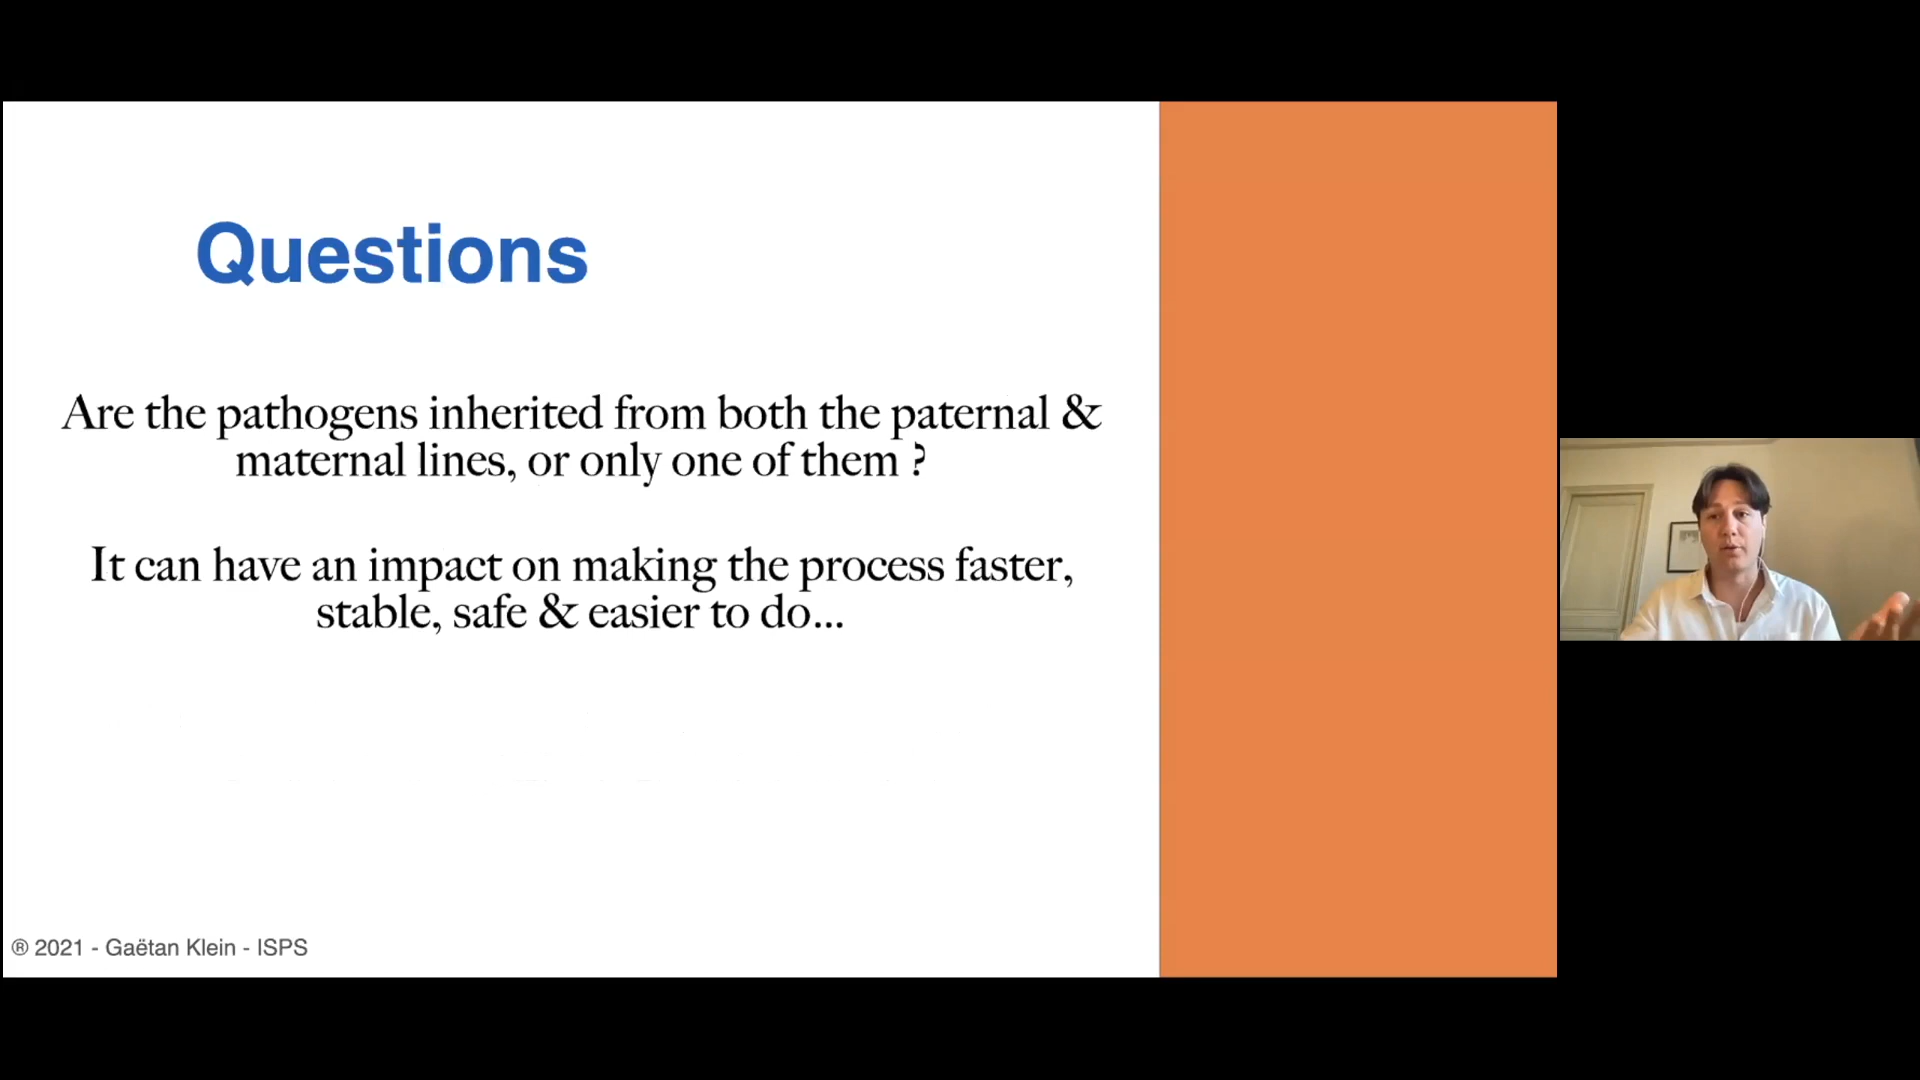 Questions
Are the pathogens inherited from both the paternal &
maternal lines, or only one of them ?
It can have an impact on making the process faster,
stable, safe & easier to do...
® 2021 - Gaëtan Klein - ISPS